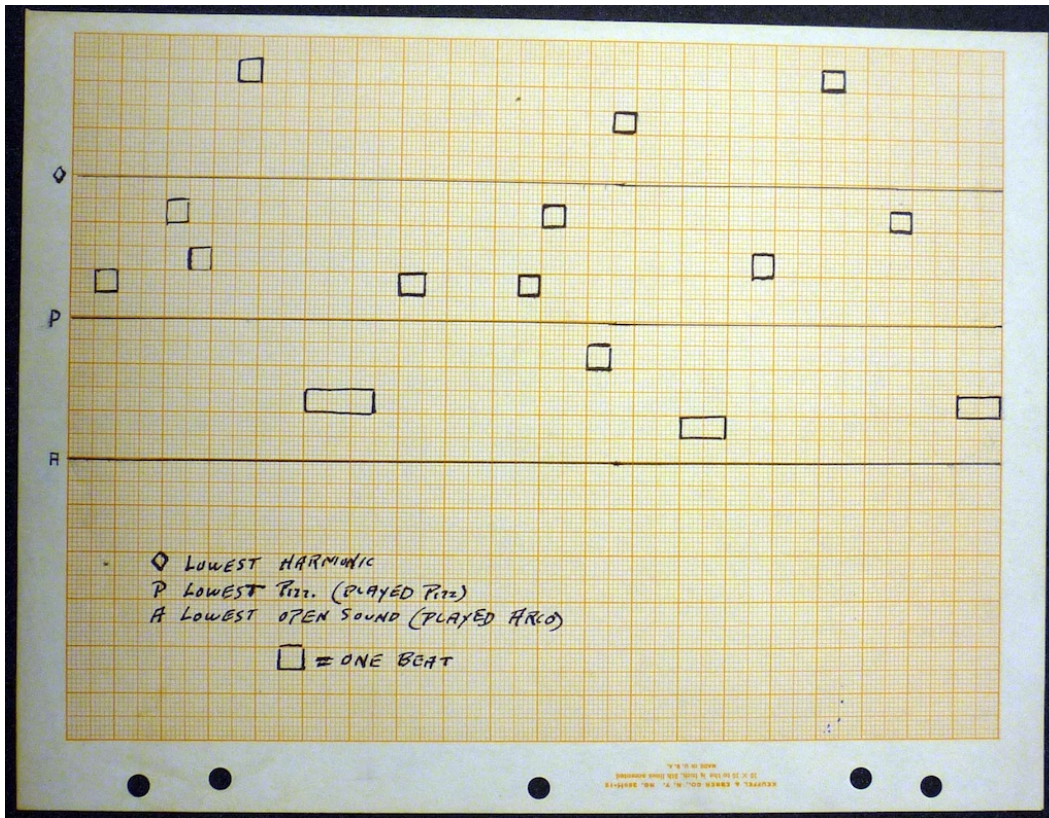 ◊
P
A
◊ LOWEST HARMONIC
P LOWEST PIZZ. (PLAYED PIZZ)
A LOWEST OPEN SOUND (PLAYED ARCO)
□ = ONE BEAT
MADE IN U.S.A.
KEUFFEL & ESSER CO., N. Y. NO.